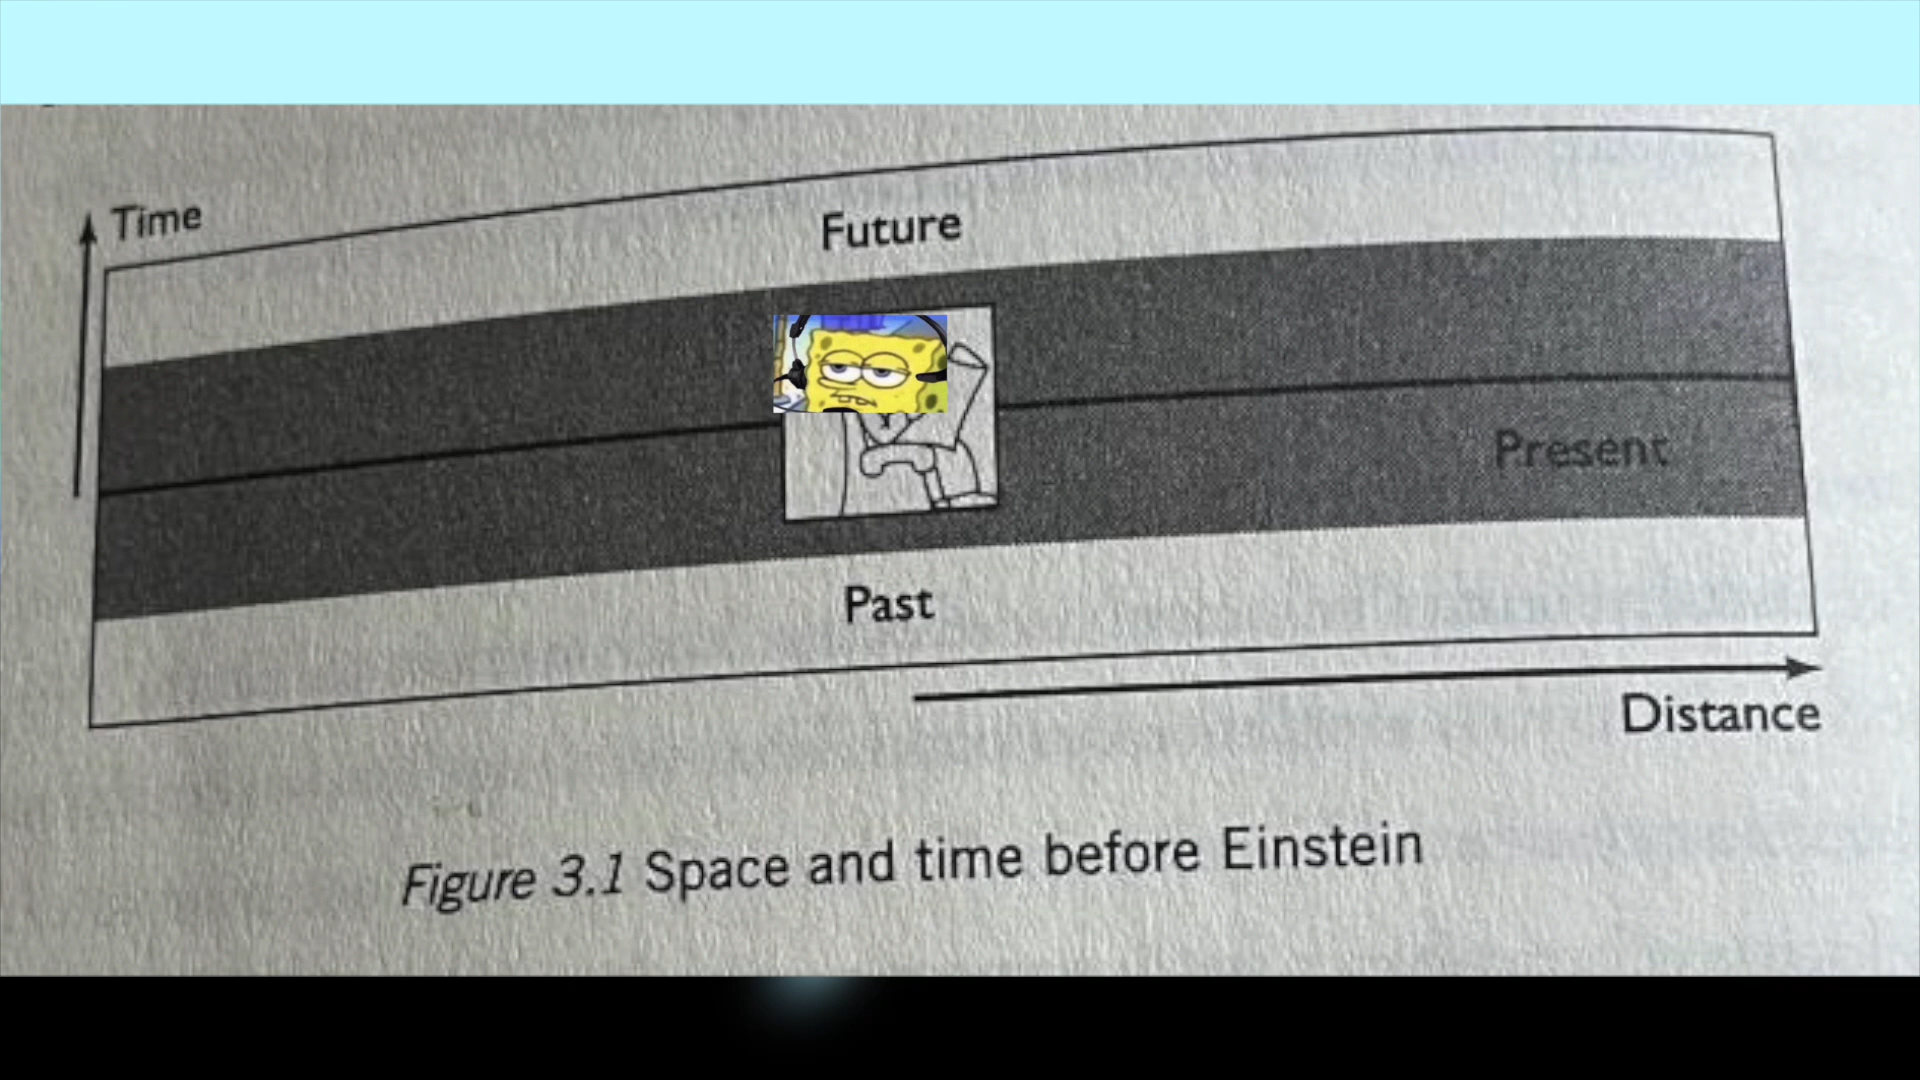 Time
Future
Present
Past
Distance
Figure 3.1 Space and time before Einstein